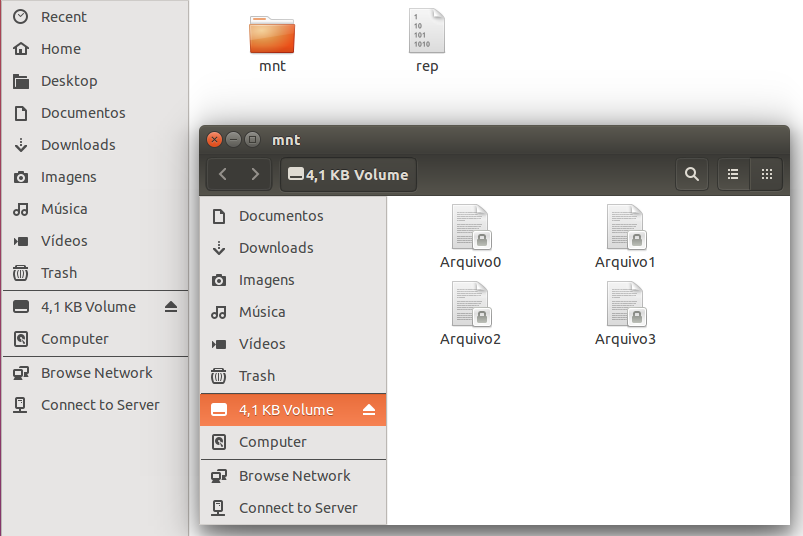 Recent
Home
Desktop
Documentos
Downloads
Imagens
Música
Vídeos
Trash
4,1 KB Volume
Computer
Browse Network
Connect to Server
mnt
1
10
101
1010
rep
mnt
4,1 KB Volume
Documentos
Downloads
Imagens
Música
Vídeos
Trash
4,1 KB Volume
Computer
Browse Network
Connect to Server
Arquivo0 Arquivo1
Arquivo2 Arquivo3